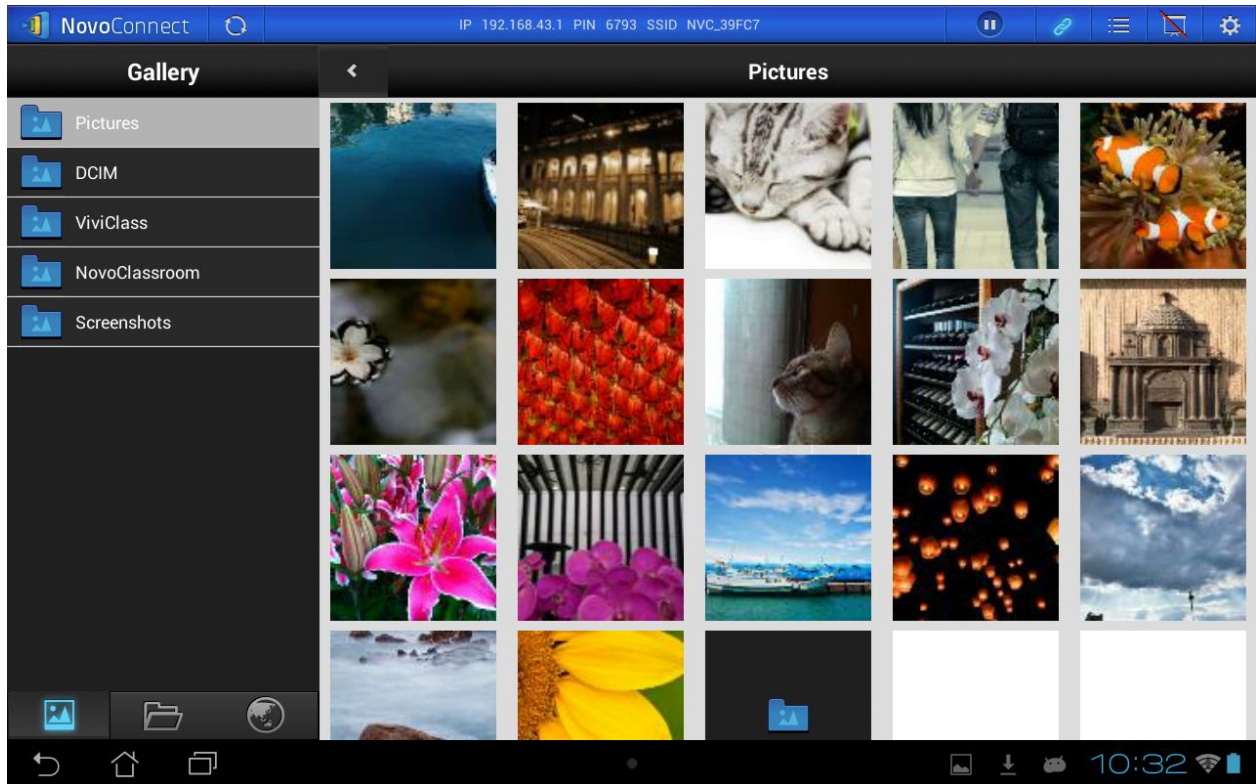 NovoConnect
IP 192.168.43.1 PIN 6793 SSID NVC_39FC7
Gallery
Pictures
Pictures
DCIM
ViviClass
NovoClassroom
Screenshots
10:32